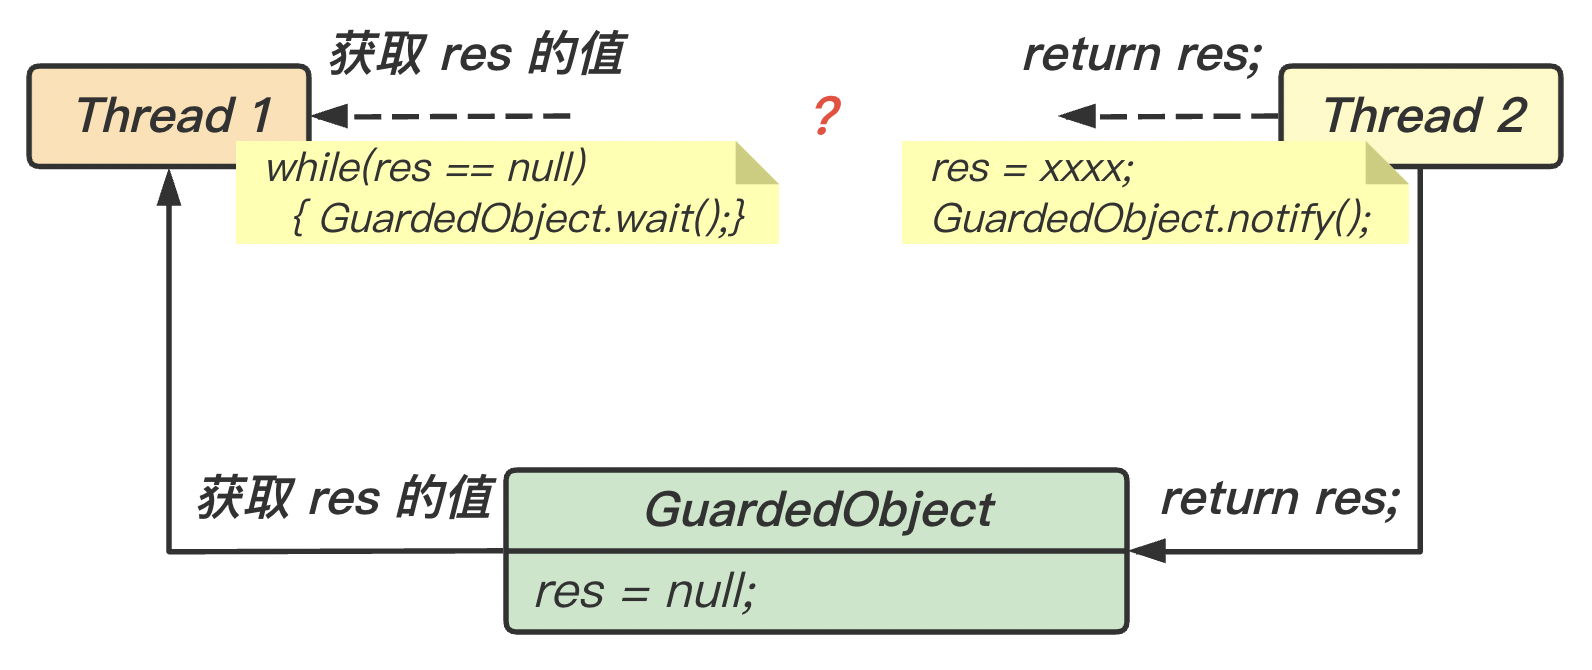 获取 res 的值
return res;
Thread 1
?
Thread 2
while(res == null)
{ GuardedObject.wait();}
res = xxxx;
GuardedObject.notify();
获取 res 的值
GuardedObject
return res;
res = null;